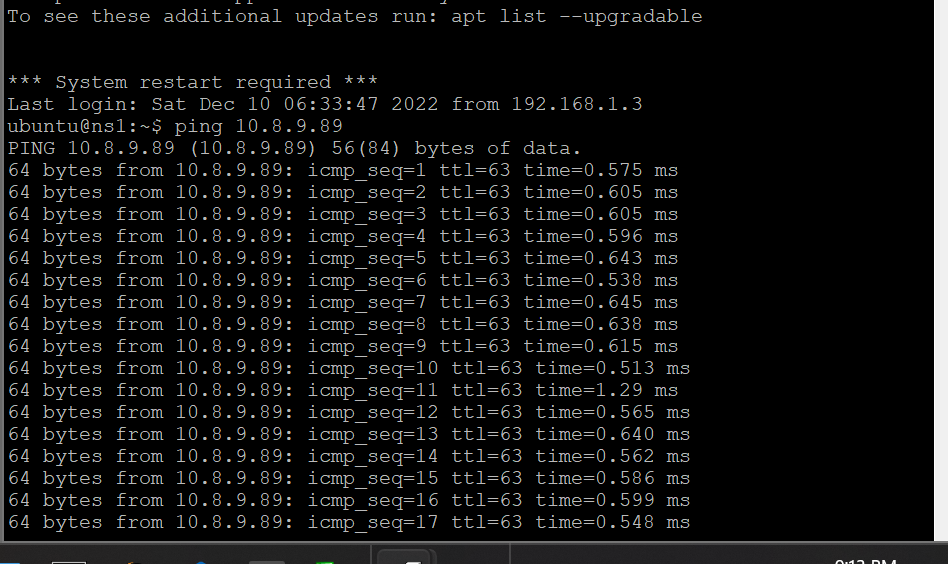 To see these additional updates run: apt list --upgradable
*** System restart required ***
Last login: Sat Dec 10 06:33:47 2022 from 192.168.1.3
ubuntu@ns1:~$ ping 10.8.9.89
PING 10.8.9.89 (10.8.9.89) 56(84) bytes of data.
64 bytes from 10.8.9.89: icmp_seq=1 ttl=63 time=0.575 ms
64 bytes from 10.8.9.89: icmp_seq=2 ttl=63 time=0.605 ms
64 bytes from 10.8.9.89: icmp_seq=3 ttl=63 time=0.605 ms
64 bytes from 10.8.9.89: icmp_seq=4 ttl=63 time=0.596 ms
64 bytes from 10.8.9.89: icmp_seq=5 ttl=63 time=0.643 ms
64 bytes from 10.8.9.89: icmp_seq=6 ttl=63 time=0.538 ms
64 bytes from 10.8.9.89: icmp_seq=7 ttl=63 time=0.645 ms
64 bytes from 10.8.9.89: icmp_seq=8 ttl=63 time=0.638 ms
64 bytes from 10.8.9.89: icmp_seq=9 ttl=63 time=0.615 ms
64 bytes from 10.8.9.89: icmp_seq=10 ttl=63 time=0.513 ms
64 bytes from 10.8.9.89: icmp_seq=11 ttl=63 time=1.29 ms
64 bytes from 10.8.9.89: icmp_seq=12 ttl=63 time=0.565 ms
64 bytes from 10.8.9.89: icmp_seq=13 ttl=63 time=0.640 ms
64 bytes from 10.8.9.89: icmp_seq=14 ttl=63 time=0.562 ms
64 bytes from 10.8.9.89: icmp_seq=15 ttl=63 time=0.586 ms
64 bytes from 10.8.9.89: icmp_seq=16 ttl=63 time=0.599 ms
64 bytes from 10.8.9.89: icmp_seq=17 ttl=63 time=0.548 ms
PM